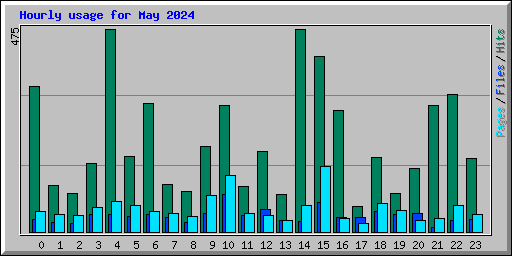 Hourly usage for May 2024
475
Pages/Files/Hits
0 1 2 3 4 5 6 7 8 9 10 11 12 13 14 15 16 17 18 19 20 21 22 23